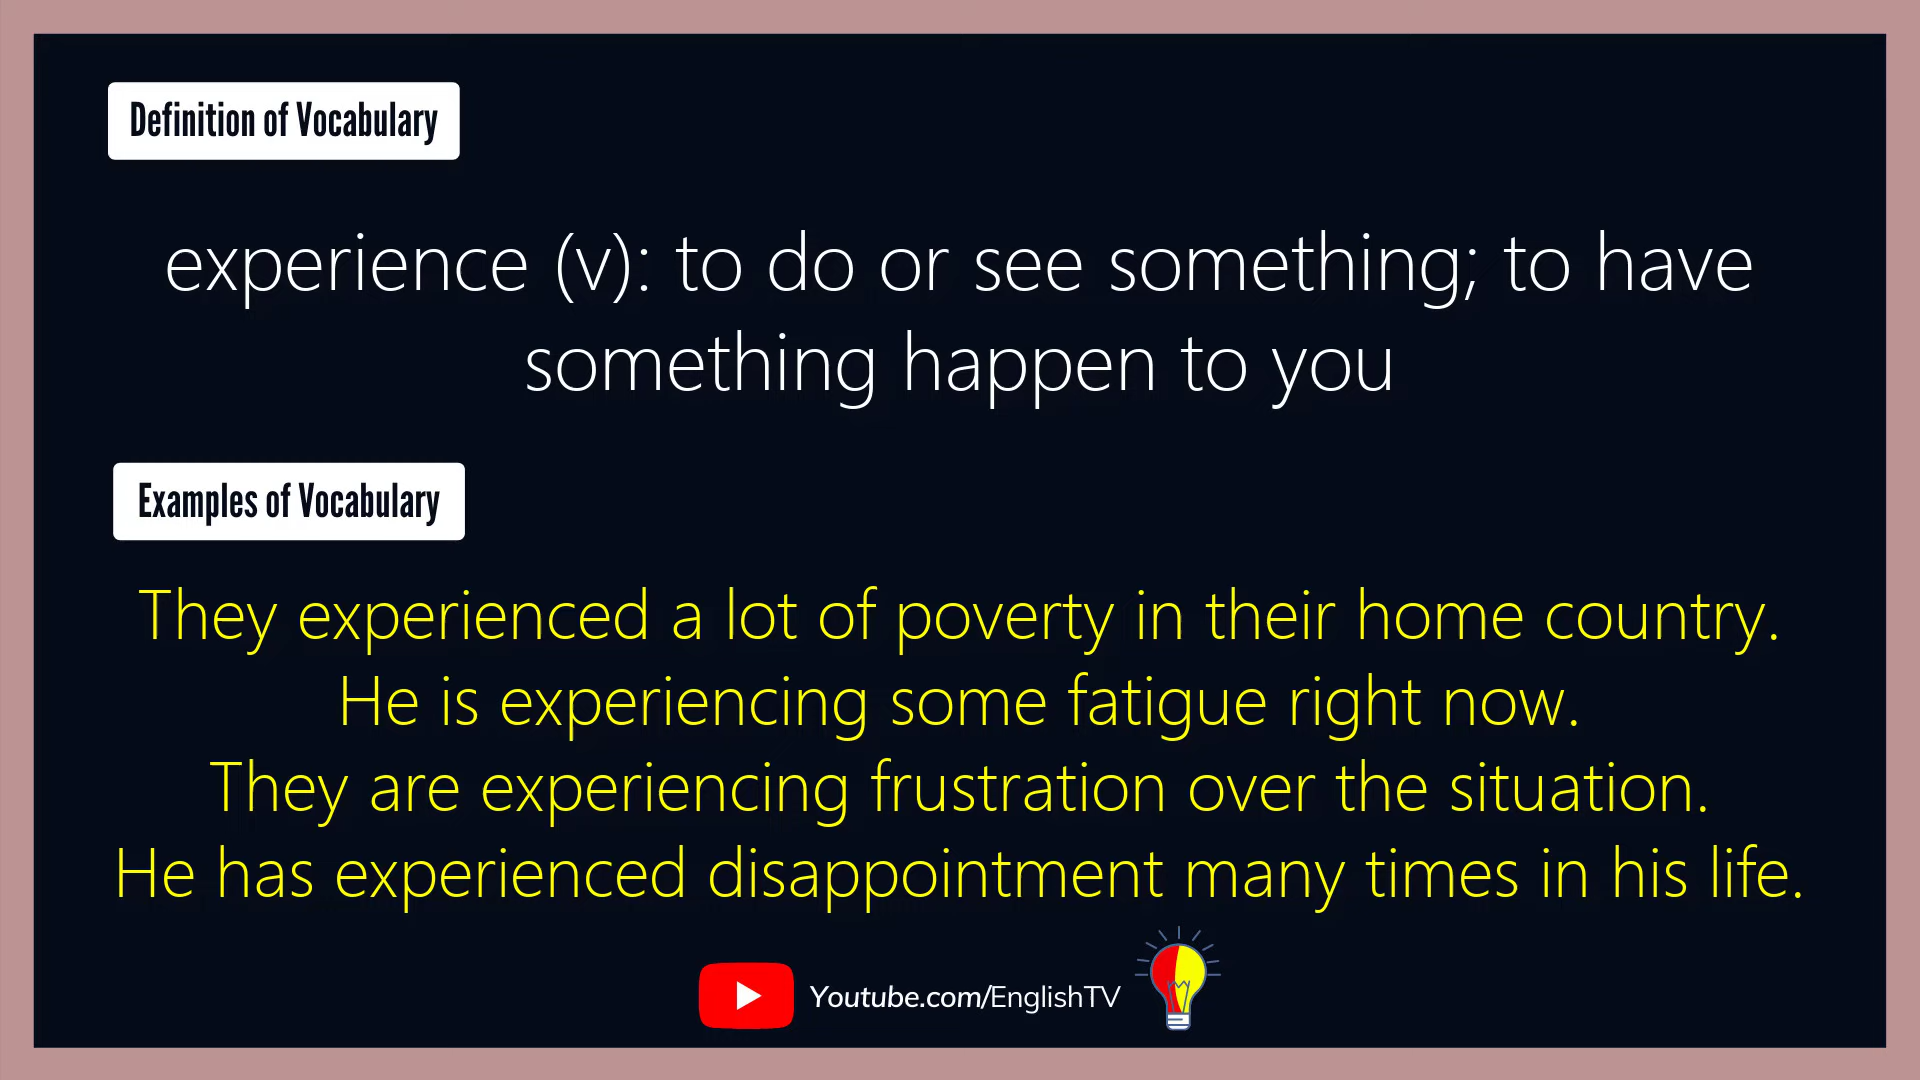 Definition of Vocabulary
experience (v): to do or see something; to have
something happen to you
Examples of Vocabulary
They experienced a lot of poverty in their home country.
He is experiencing some fatigue right now.
They are experiencing frustration over the situation.
He has experienced disappointment many times in his life.
Youtube.com/EnglishTV